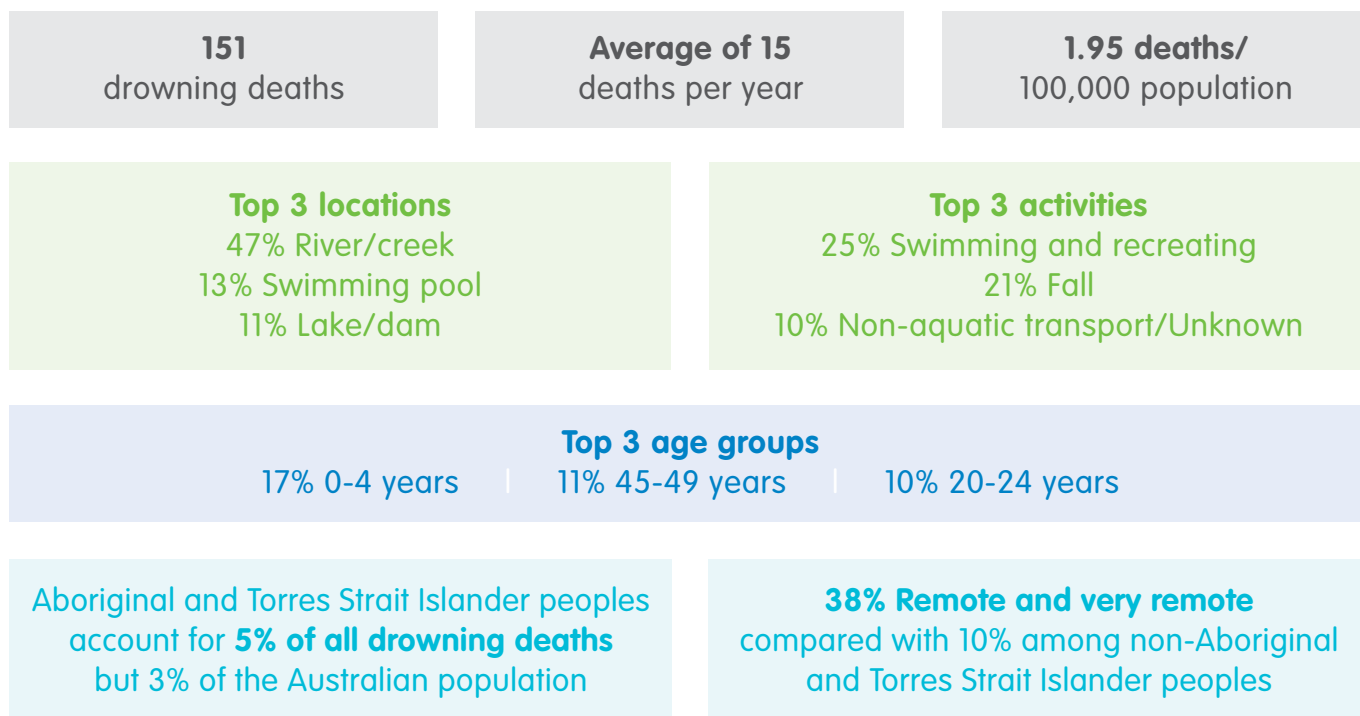 151
drowning deaths
Average of 15
deaths per year
1.95 deaths/
100,000 population
Top 3 locations
47% River/creek
13% Swimming pool
11% Lake/dam
Top 3 activities
25% Swimming and recreating
21% Fall
10% Non-aquatic transport/Unknown
Top 3 age groups
17% 0-4 years
11% 45-49 years
10% 20-24 years
Aboriginal and Torres Strait Islander peoples
account for 5% of all drowning deaths
but 3% of the Australian population
38% Remote and very remote
compared with 10% among non-Aboriginal
and Torres Strait Islander peoples